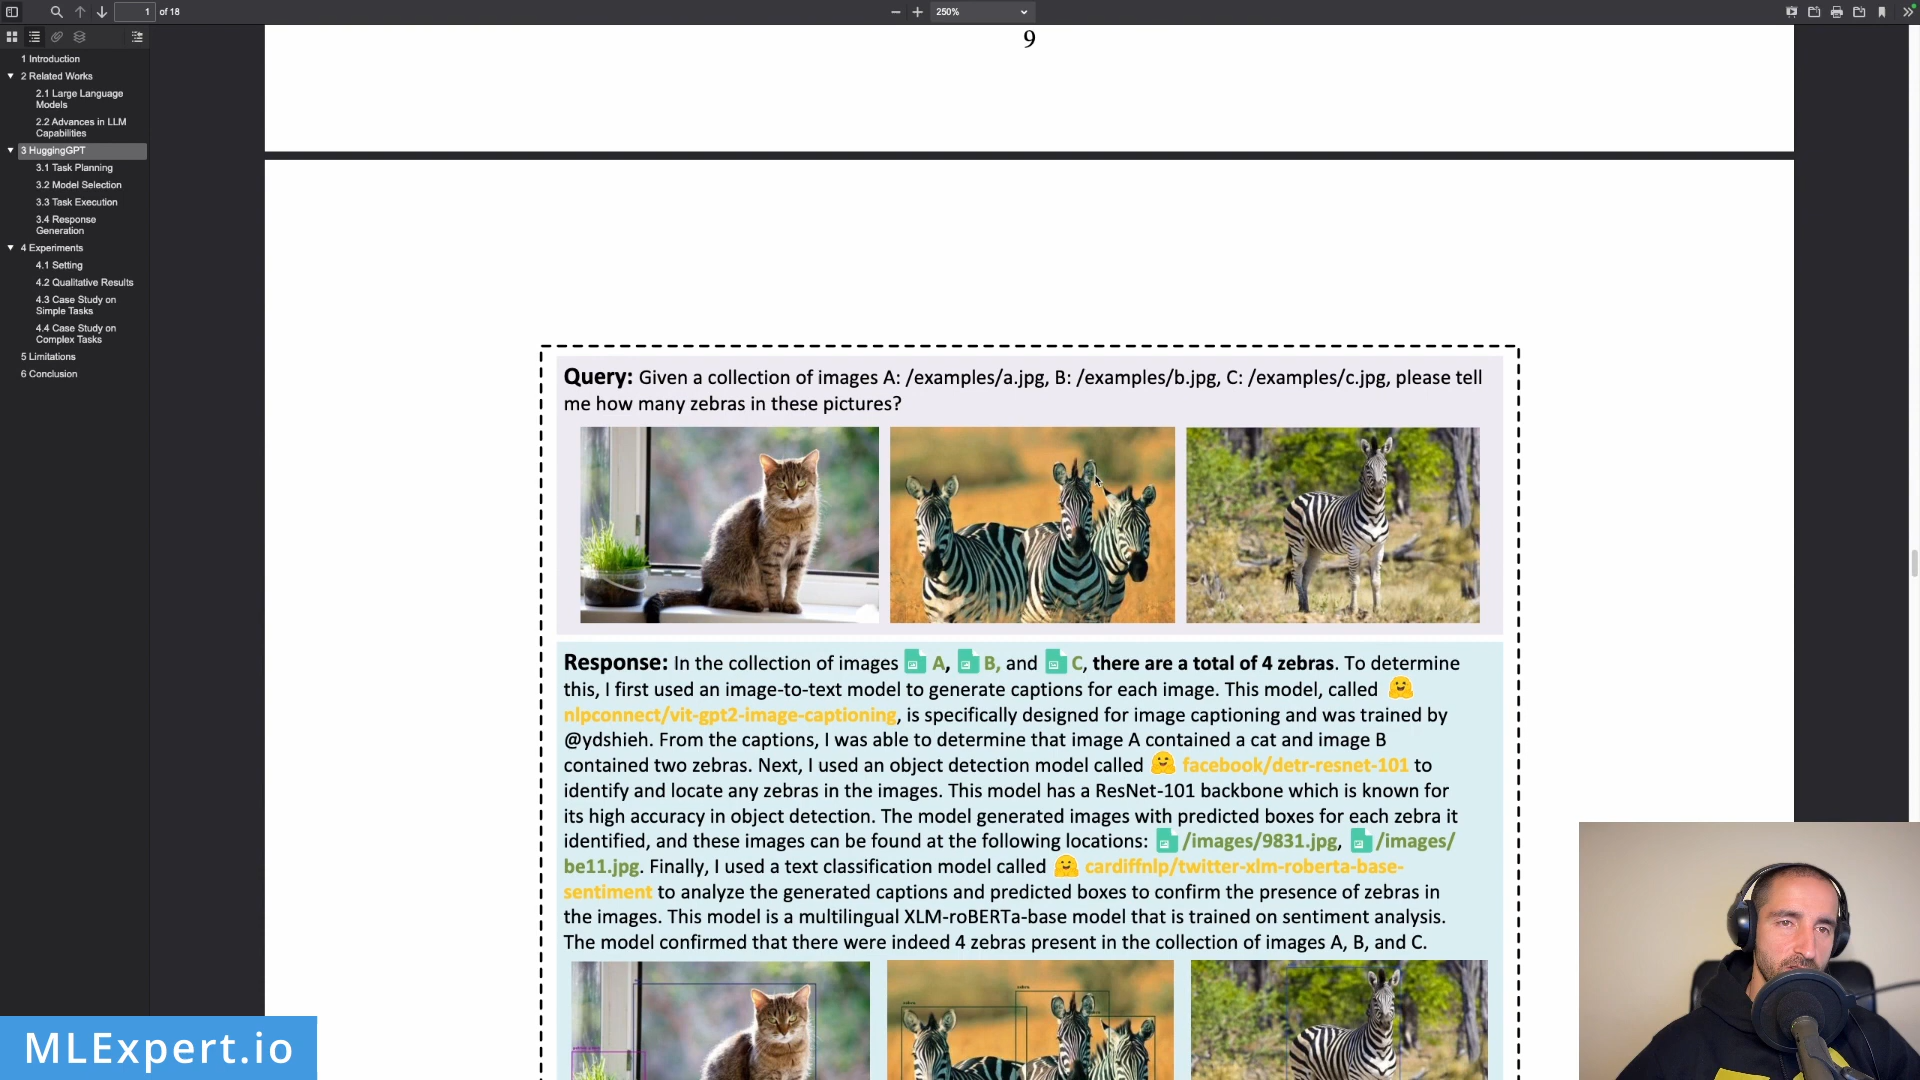 1 of 18
250%
1 Introduction
2 Related Works
2.1 Large Language
Models
2.2 Advances in LLM
Capabilities
3 HuggingGPT
3.1 Task Planning
3.2 Model Selection
3.3 Task Execution
3.4 Response
Generation
4 Experiments
4.1 Setting
4.2 Qualitative Results
4.3 Case Study on
Simple Tasks
4.4 Case Study on
Complex Tasks
5 Limitations
6 Conclusion
9
Query: Given a collection of images A: /examples/a.jpg, B: /examples/b.jpg, C: /examples/c.jpg, please tell
me how many zebras in these pictures?
Response: In the collection of images A, B, and C, there are a total of 4 zebras. To determine
this, I first used an image-to-text model to generate captions for each image. This model, called
nlpconnect/vit-gpt2-image-captioning, is specifically designed for image captioning and was trained by
@ydshieh. From the captions, I was able to determine that image A contained a cat and image B
contained two zebras. Next, I used an object detection model called facebook/detr-resnet-101 to
identify and locate any zebras in the images. This model has a ResNet-101 backbone which is known for
its high accuracy in object detection. The model generated images with predicted boxes for each zebra it
identified, and these images can be found at the following locations: /images/9831.jpg, /images/
be11.jpg. Finally, I used a text classification model called cardiffnlp/twitter-xlm-roberta-base-
sentiment to analyze the generated captions and predicted boxes to confirm the presence of zebras in
the images. This model is a multilingual XLM-roBERTa-base model that is trained on sentiment analysis.
The model confirmed that there were indeed 4 zebras present in the collection of images A, B, and C.
MLExpert.io